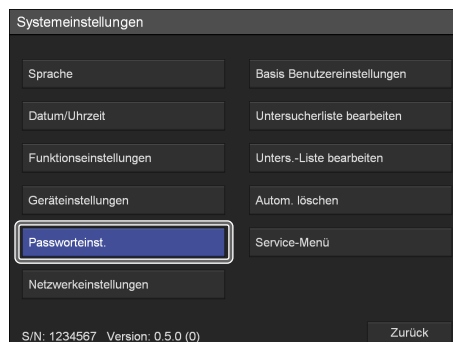 Systemeinstellungen
Sprache
Basis Benutzereinstellungen
Datum/Uhrzeit
Untersucherliste bearbeiten
Funktionseinstellungen
Unters.-Liste bearbeiten
Geräteinstellungen
Autom. löschen
Passworteinst.
Service-Menü
Netzwerkeinstellungen
S/N: 1234567 Version: 0.5.0 (0)
Zurück